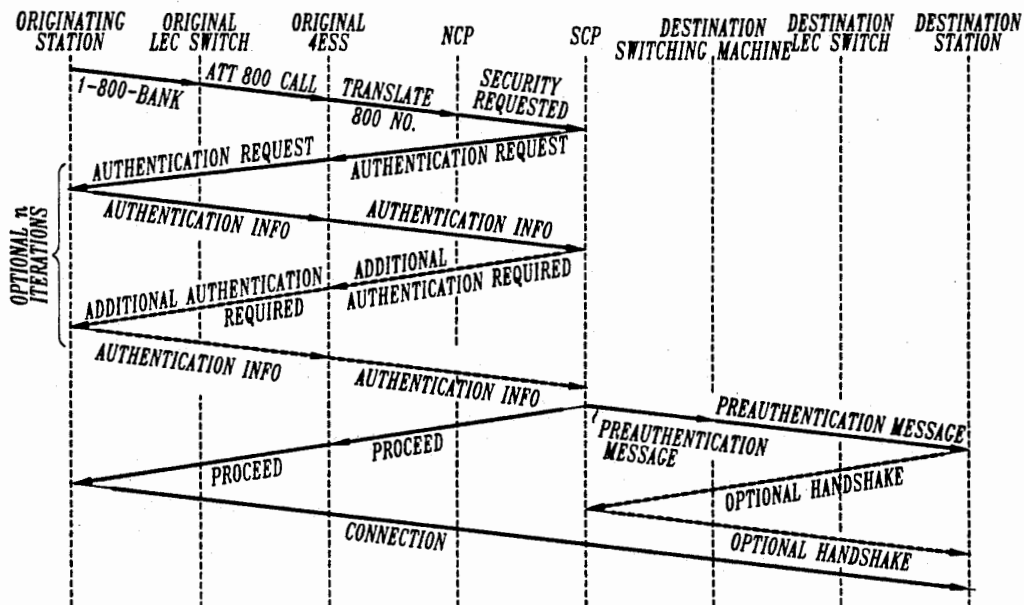 ORIGINATING STATION
ORIGINAL LEC SWITCH
ORIGINAL 4ESS
NCP
SCP
DESTINATION SWITCHING MACHINE
DESTINATION LEC SWITCH
DESTINATION STATION
1-800-BANK
ATT 800 CALL
TRANSLATE
800 NO.
SECURITY
REQUESTED
AUTHENTICATION REQUEST
AUTHENTICATION REQUEST
OPTIONAL n
ITERATIONS
AUTHENTICATION INFO
AUTHENTICATION INFO
ADDITIONAL
AUTHENTICATION REQUIRED
ADDITIONAL AUTHENTICATION
REQUIRED
AUTHENTICATION INFO
AUTHENTICATION INFO
PREAUTHENTICATION MESSAGE
PREAUTHENTICATION
MESSAGE
PROCEED
PROCEED
OPTIONAL HANDSHAKE
CONNECTION
OPTIONAL HANDSHAKE